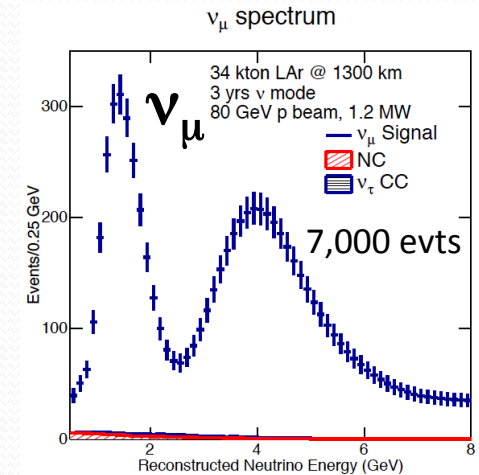 νμ spectrum
34 kton LAr @ 1300 km
3 yrs ν mode
80 GeV p beam, 1.2 MW
νμ Signal
NC
ντ CC
νμ
7,000 evts
300
200
100
0
Events/0.25 GeV
2 4 6 8
Reconstructed Neutrino Energy (GeV)